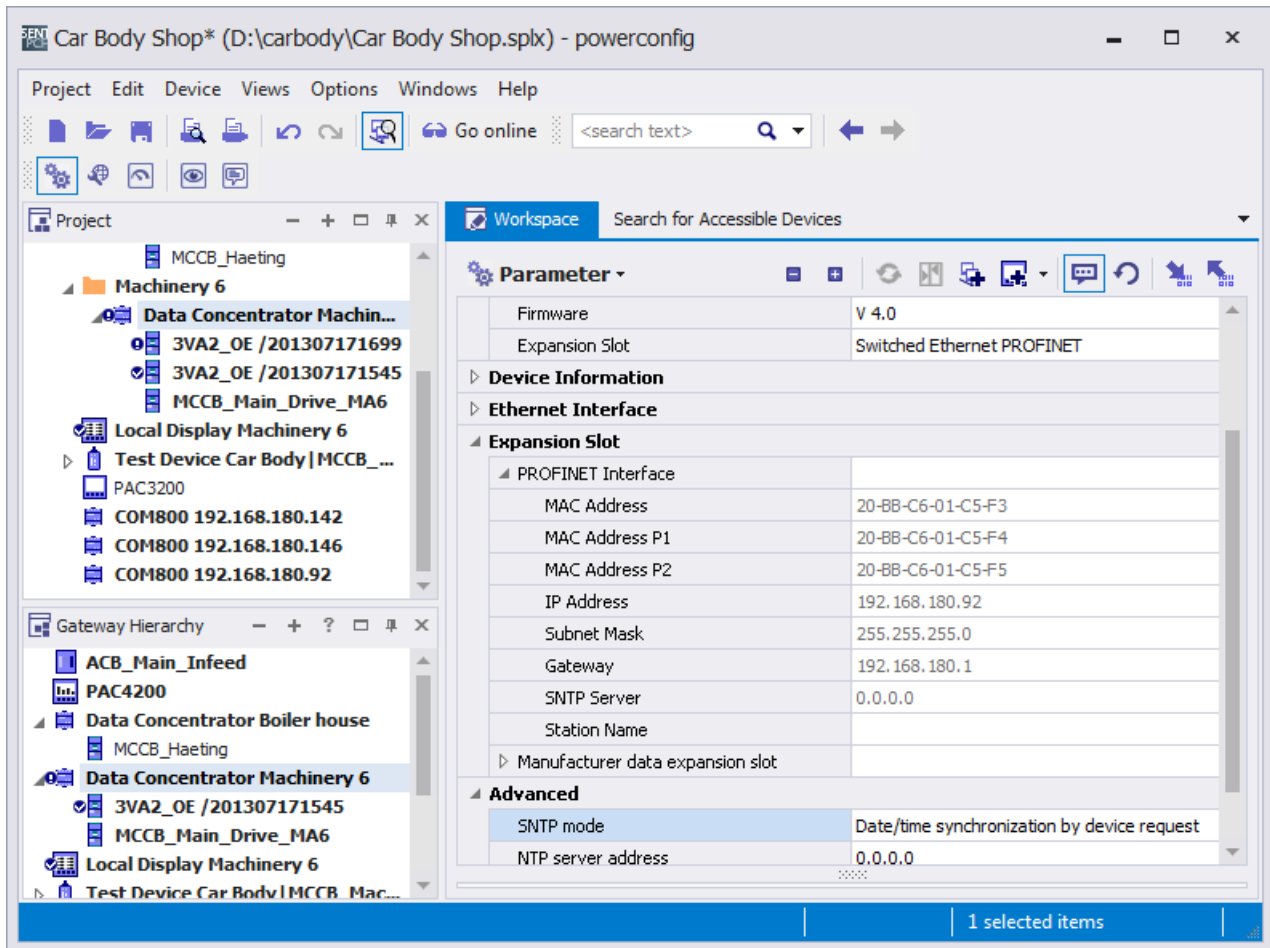 SENT
PCF
Car Body Shop* (D:\carbody\Car Body Shop.splx) - powerconfig
Project Edit Device Views Options Windows Help
Go online <search text>
Project
MCCB_Haeting
Machinery 6
Data Concentrator Machin...
3VA2_OE /201307171699
3VA2_OE /201307171545
MCCB_Main_Drive_MA6
Local Display Machinery 6
Test Device Car Body|MCCB_...
PAC3200
COM800 192.168.180.142
COM800 192.168.180.146
COM800 192.168.180.92
Gateway Hierarchy
ACB_Main_Infeed
PAC4200
Data Concentrator Boiler house
MCCB_Haeting
Data Concentrator Machinery 6
3VA2_OE /201307171545
MCCB_Main_Drive_MA6
Local Display Machinery 6
Test Device Car Body|MCCB_Mac...
Workspace Search for Accessible Devices
Parameter
Firmware V 4.0
Expansion Slot Switched Ethernet PROFINET
Device Information
Ethernet Interface
Expansion Slot
PROFINET Interface
MAC Address 20-BB-C6-01-C5-F3
MAC Address P1 20-BB-C6-01-C5-F4
MAC Address P2 20-BB-C6-01-C5-F5
IP Address 192.168.180.92
Subnet Mask 255.255.255.0
Gateway 192.168.180.1
SNTP Server 0.0.0.0
Station Name
Manufacturer data expansion slot
Advanced
SNTP mode Date/time synchronization by device request
NTP server address 0.0.0.0
1 selected items